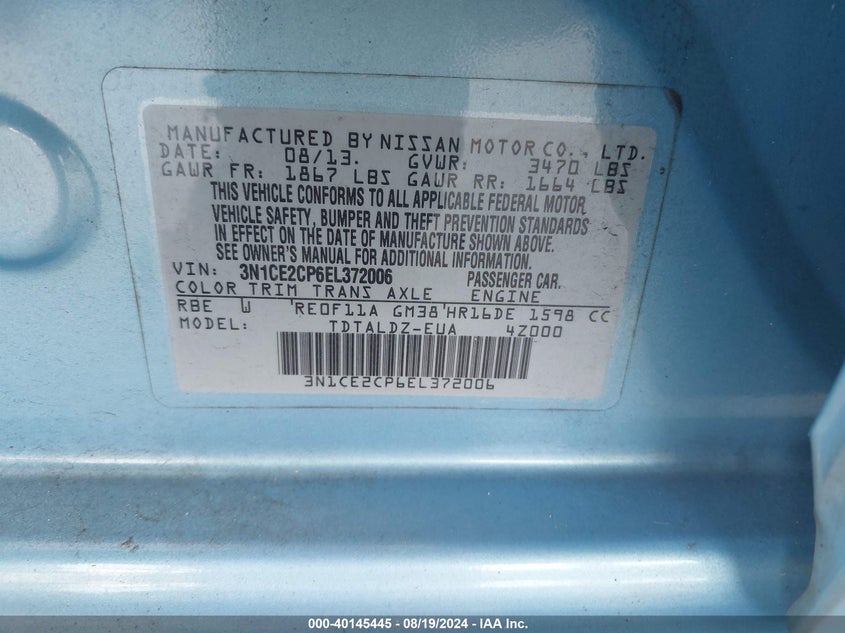 MANUFACTURED BY NISSAN MOTOR CO., LTD.
DATE: 08/13. GVWR: 3470 LBS
GAWR FR: 1867 LBS GAWR RR: 1664 LBS
THIS VEHICLE CONFORMS TO ALL APPLICABLE FEDERAL MOTOR
VEHICLE SAFETY, BUMPER AND THEFT PREVENTION STANDARDS
IN EFFECT ON THE DATE OF MANUFACTURE SHOWN ABOVE.
SEE OWNER'S MANUAL FOR ADDITIONAL INFORMATION.
VIN: 3N1CE2CP6EL372006 PASSENGER CAR.
COLOR TRIM TRANS AXLE ENGINE
RBE W 'RE0F11A GM38'HR16DE 1598 CC
MODEL: TDTALDZ-EUA 4Z000
3N1CE2CP6EL372006
000-40145445 - 08/19/2024 - IAA Inc.